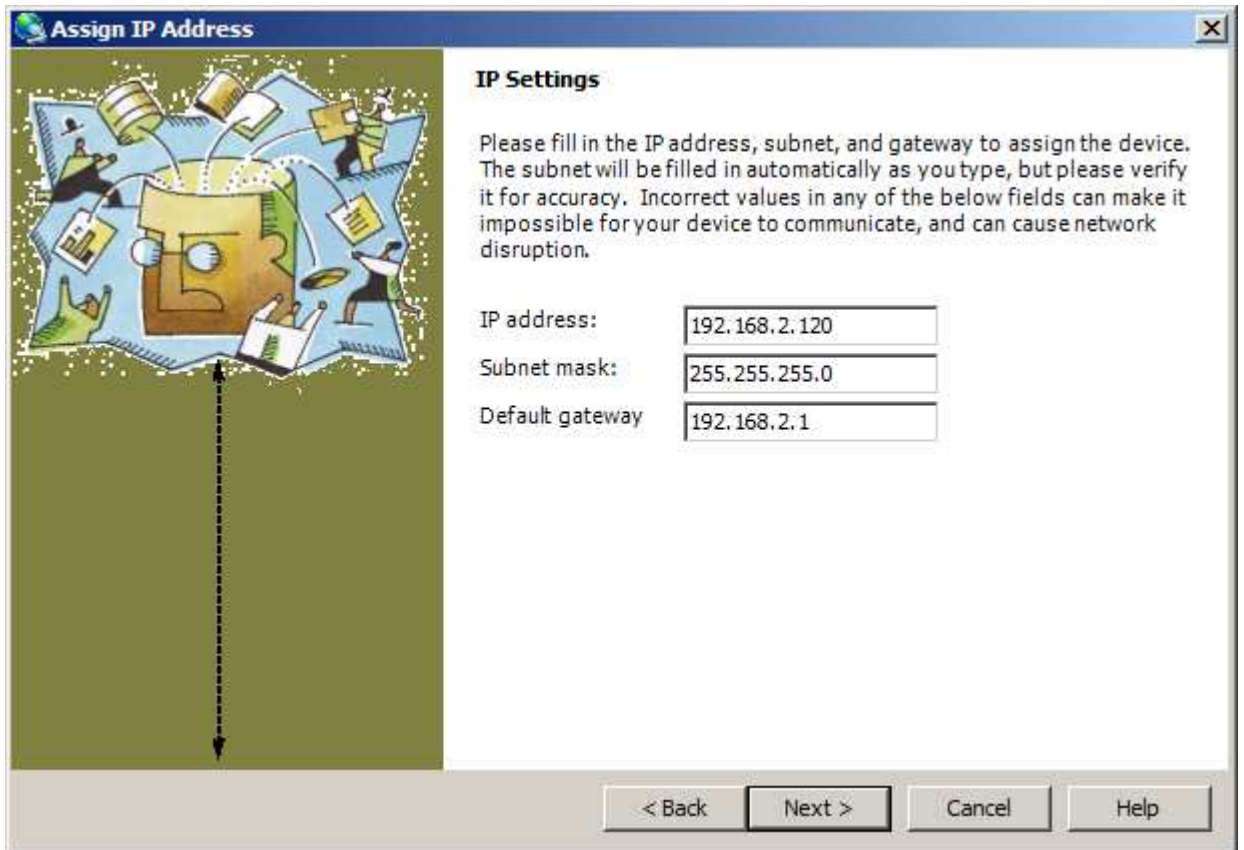 Assign IP Address
IP Settings
Please fill in the IP address, subnet, and gateway to assign the device.
The subnet will be filled in automatically as you type, but please verify
it for accuracy. Incorrect values in any of the below fields can make it
impossible for your device to communicate, and can cause network
disruption.
IP address: 192.168.2.120
Subnet mask: 255.255.255.0
Default gateway 192.168.2.1
< Back Next > Cancel Help